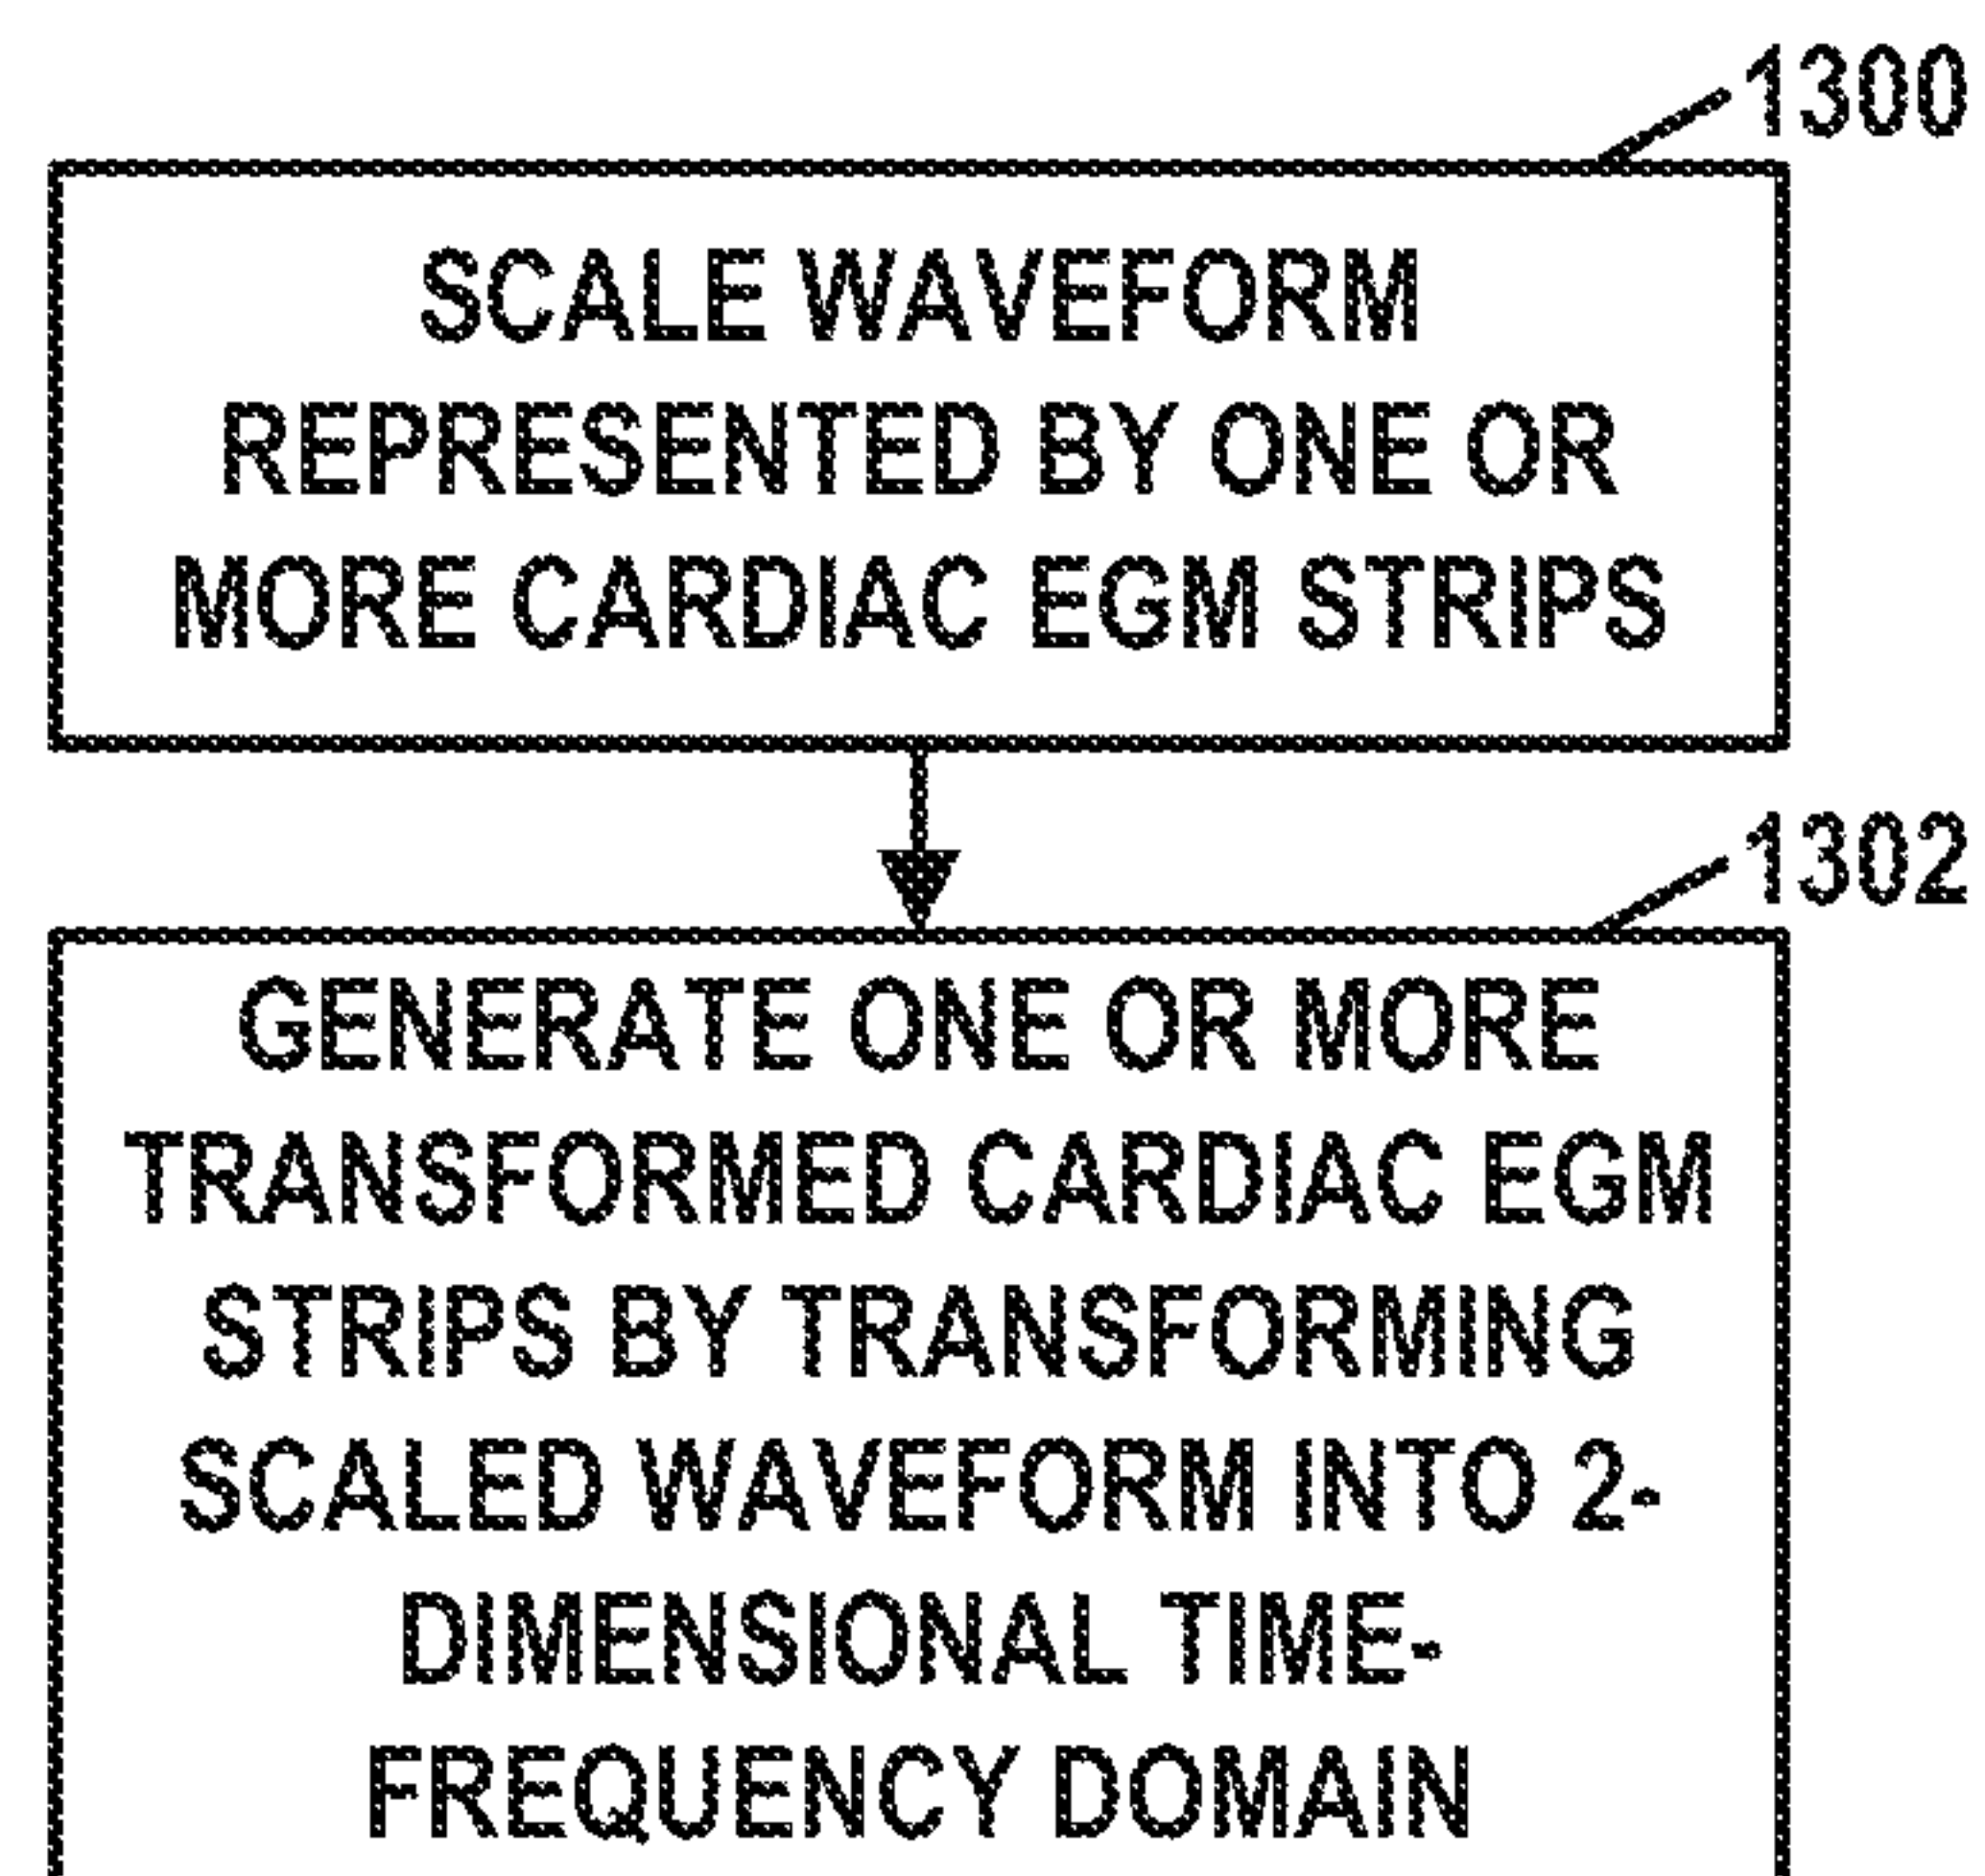 1300
SCALE WAVEFORM
REPRESENTED BY ONE OR
MORE CARDIAC EGM STRIPS
1302
GENERATE ONE OR MORE
TRANSFORMED CARDIAC EGM
STRIPS BY TRANSFORMING
SCALED WAVEFORM INTO 2-
DIMENSIONAL TIME-
FREQUENCY DOMAIN